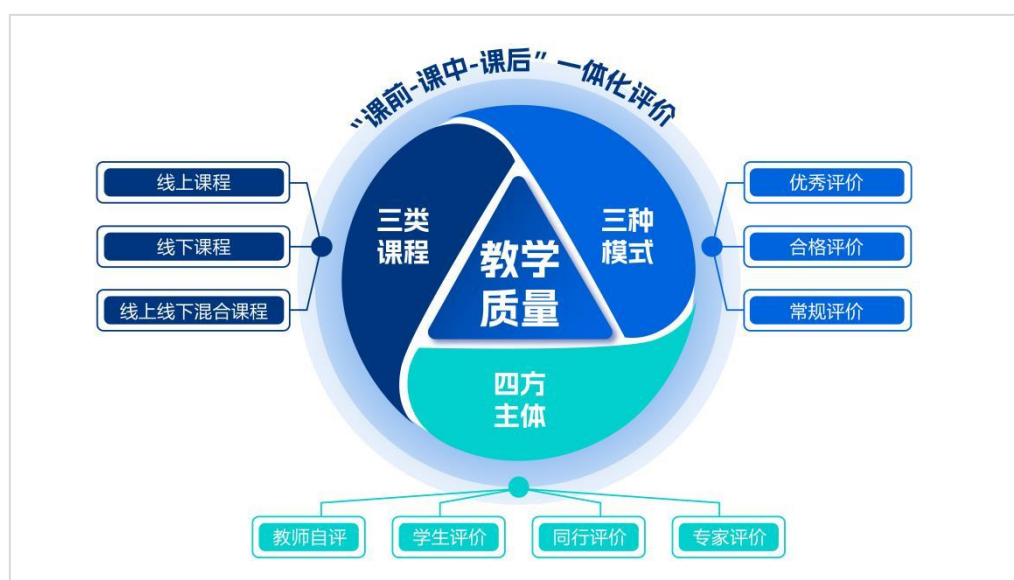 “课前-课中-课后”一体化评价
线上课程
线下课程
线上线下混合课程
三类
课程
教学
质量
三种
模式
优秀评价
合格评价
常规评价
四方
主体
教师自评
学生评价
同行评价
专家评价